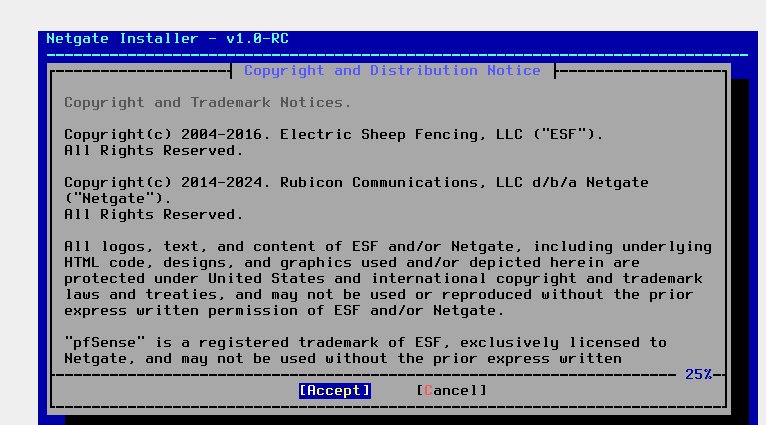 Netgate Installer - v1.0-RC
Copyright and Distribution Notice
Copyright and Trademark Notices.
Copyright(c) 2004-2016. Electric Sheep Fencing, LLC ("ESF").
All Rights Reserved.
Copyright(c) 2014-2024. Rubicon Communications, LLC d/b/a Netgate
("Netgate").
All Rights Reserved.
All logos, text, and content of ESF and/or Netgate, including underlying
HTML code, designs, and graphics used and/or depicted herein are
protected under United States and international copyright and trademark
laws and treaties, and may not be used or reproduced without the prior
express written permission of ESF and/or Netgate.
"pfSense" is a registered trademark of ESF, exclusively licensed to
Netgate, and may not be used without the prior express written
25%
[Accept] [Cancel]